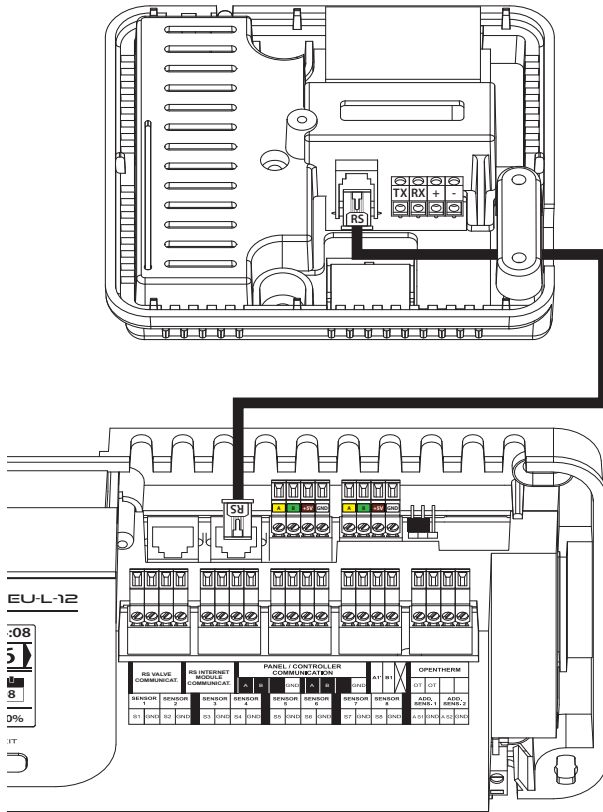 TX RX + -
RS
RS
A B +5V GND A B +5V GND
EU-L-12
:08
RS VALVE COMMUNICAT.
RS INTERNET MODULE COMMUNICAT.
PANEL / CONTROLLER COMMUNICATION
A B GND A B GND
A1' B1
OPENTHERM
OT OT
SENSOR 1 SENSOR 2 SENSOR 3 SENSOR 4 SENSOR 5 SENSOR 6 SENSOR 7 SENSOR 8 ADD, SENS.1 ADD, SENS.2
S1 GND S2 GND S3 GND S4 GND S5 GND S6 GND S7 GND S8 GND A S1 GND A S2 GND
0%